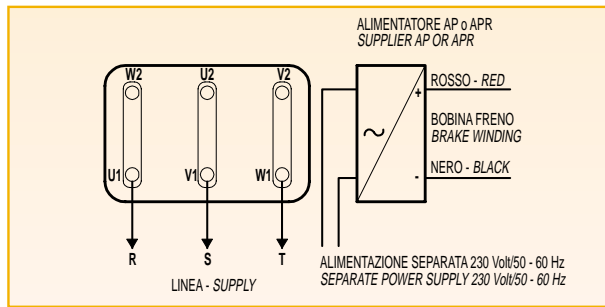 ALIMENTATORE AP o APR
SUPPLIER AP OR APR
W2 U2 V2
+
ROSSO - RED
BOBINA FRENO
BRAKE WINDING
~
U1 V1 W1
-
NERO - BLACK
R S T
LINEA - SUPPLY
ALIMENTAZIONE SEPARATA 230 Volt/50 - 60 Hz
SEPARATE POWER SUPPLY 230 Volt/50 - 60 Hz